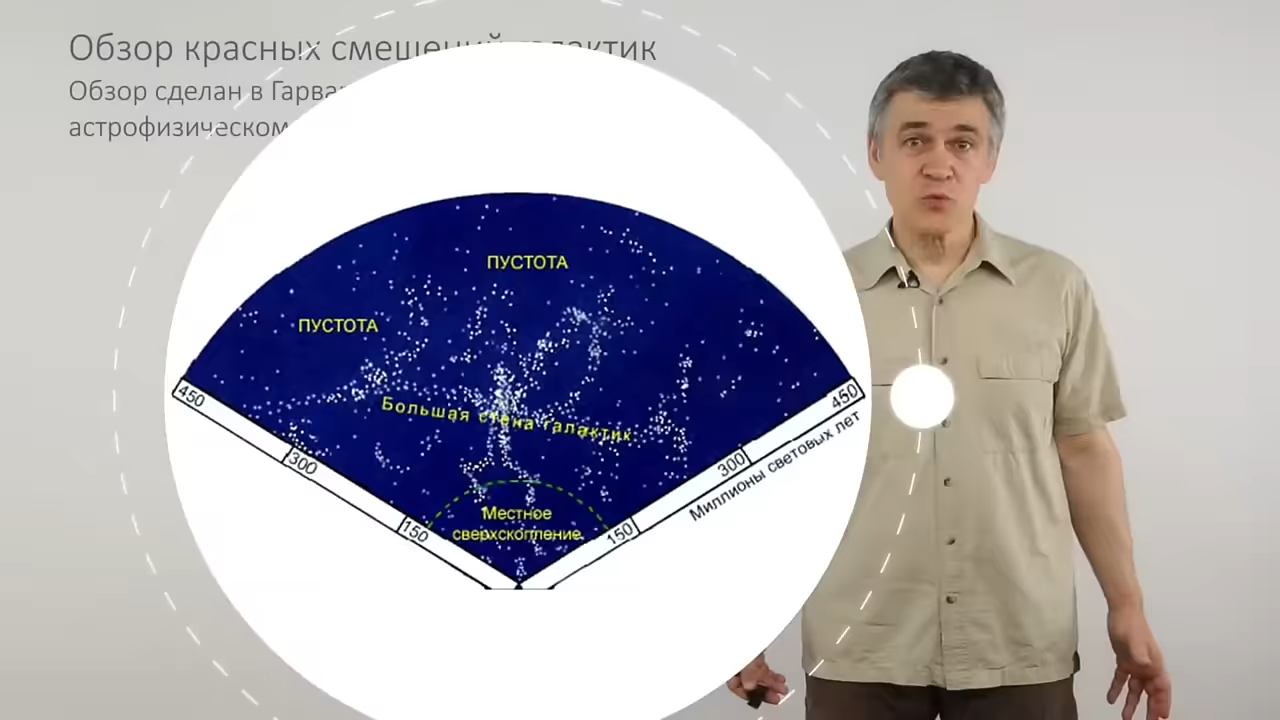 Обзор красных смещений галактик
Обзор сделан в
астрофизическом
ПУСТОТА
ПУСТОТА
Большая стена галактик
Местное
сверхскопление
450
300
150
150
300
450
Миллионы световых лет